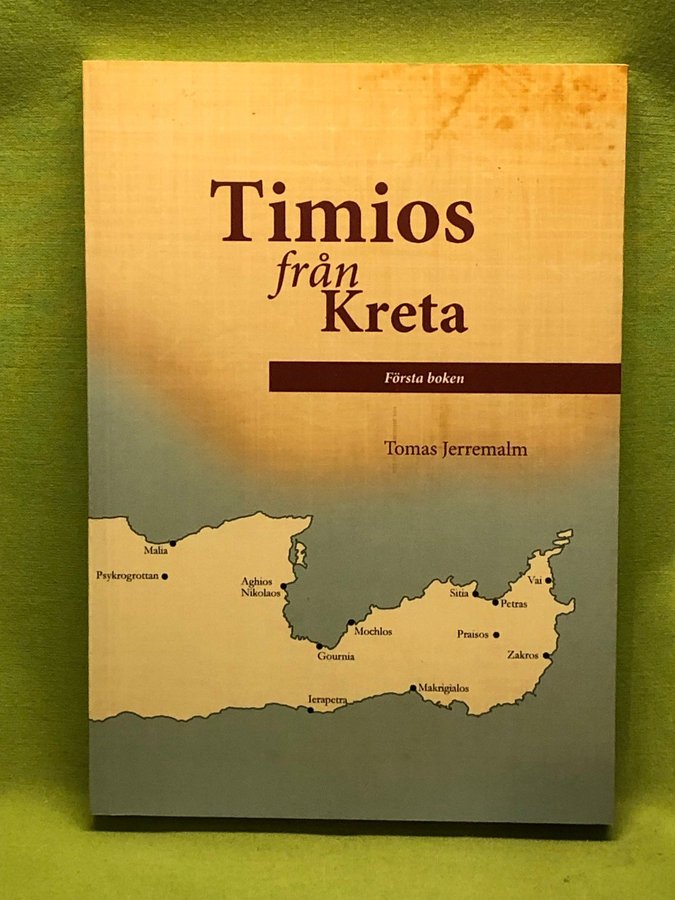 Timios
från
Kreta
Första boken
Tomas Jerremalm
Malia
Psykrogrottan
Aghios
Nikolaos
Sitia
Vai
Petras
Mochlos
Praisos
Gournia
Zakros
Makrigialos
Ierapetra